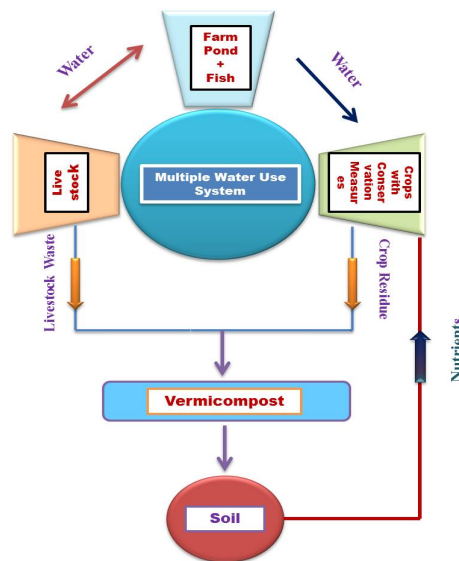 Farm
Pond
+
Fish
Water
Water
Live
stock
Multiple Water Use
System
Crops
with
Conser
vation
Measur
es
Livestock Waste
Crop Residue
Nutrients
Vermicompost
Soil